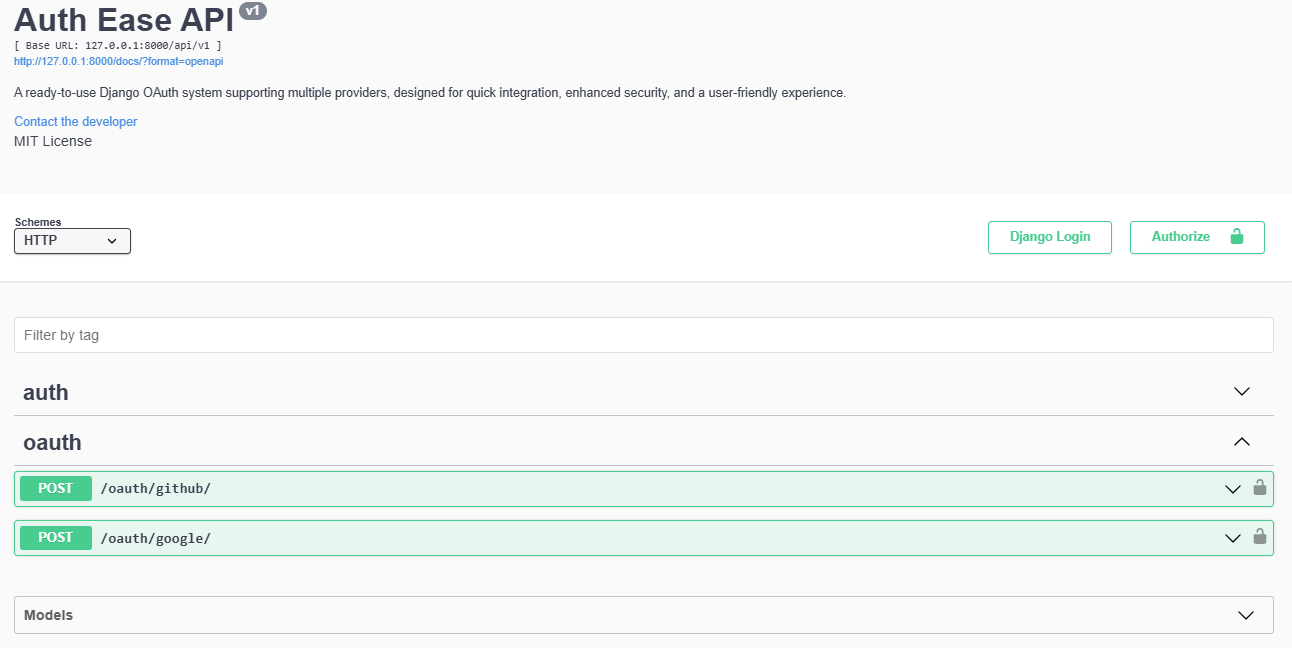 Auth Ease API v1
[ Base URL: 127.0.0.1:8000/api/v1 ]
http://127.0.0.1:8000/docs/?format=openapi
A ready-to-use Django OAuth system supporting multiple providers, designed for quick integration, enhanced security, and a user-friendly experience.
Contact the developer
MIT License
Schemes
HTTP
Django Login
Authorize
Filter by tag
auth
oauth
POST /oauth/github/
POST /oauth/google/
Models